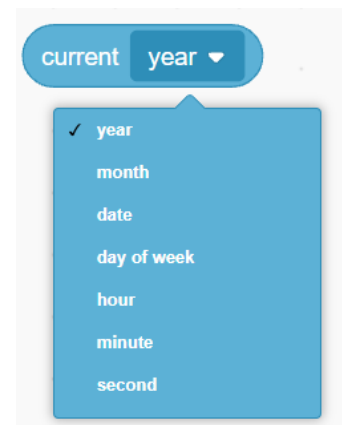 current year
year
month
date
day of week
hour
minute
second